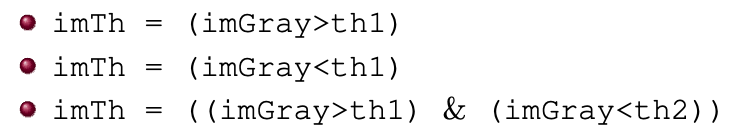 imTh = (imGray>th1)
imTh = (imGray<th1)
imTh = ((imGray>th1) & (imGray<th2))